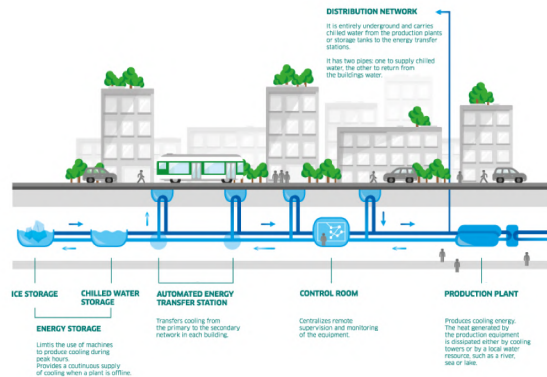 DISTRIBUTION NETWORK
It is entirely underground and carries
chilled water from the production plants
or storage tanks to the energy transfer
stations.
It has two pipes: one to supply chilled
water, the other to return from
the buildings water.
ICE STORAGE
CHILLED WATER
STORAGE
ENERGY STORAGE
Limtis the use of machines
to produce cooling during
peak hours.
Provides a coutinuous supply
of cooling when a plant is offline.
AUTOMATED ENERGY
TRANSFER STATION
Transfers cooling from
the primary to the secondary
network in each building.
CONTROL ROOM
Centralizes remote
supervision and monitoring
of the equipment.
PRODUCTION PLANT
Produces cooling energy.
The heat generated by
the production equipment
is dissipated either by cooling
towers or by a local water
resource, such as a river,
sea or lake.